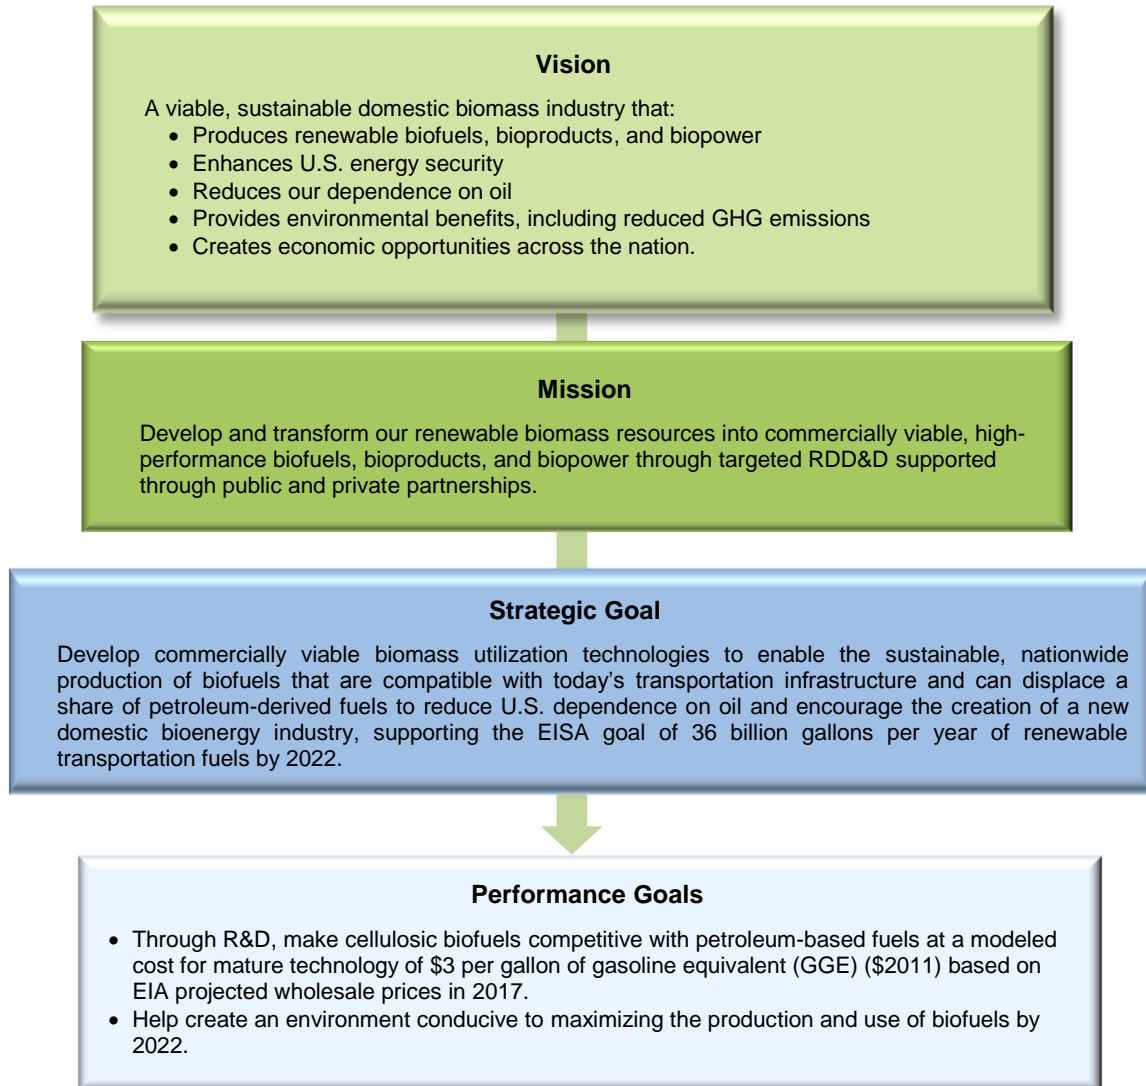 Vision
A viable, sustainable domestic biomass industry that:
• Produces renewable biofuels, bioproducts, and biopower
• Enhances U.S. energy security
• Reduces our dependence on oil
• Provides environmental benefits, including reduced GHG emissions
• Creates economic opportunities across the nation.
Mission
Develop and transform our renewable biomass resources into commercially viable, high-
performance biofuels, bioproducts, and biopower through targeted RDD&D supported
through public and private partnerships.
Strategic Goal
Develop commercially viable biomass utilization technologies to enable the sustainable, nationwide
production of biofuels that are compatible with today’s transportation infrastructure and can displace a
share of petroleum-derived fuels to reduce U.S. dependence on oil and encourage the creation of a new
domestic bioenergy industry, supporting the EISA goal of 36 billion gallons per year of renewable
transportation fuels by 2022.
Performance Goals
• Through R&D, make cellulosic biofuels competitive with petroleum-based fuels at a modeled
cost for mature technology of $3 per gallon of gasoline equivalent (GGE) ($2011) based on
EIA projected wholesale prices in 2017.
• Help create an environment conducive to maximizing the production and use of biofuels by
2022.